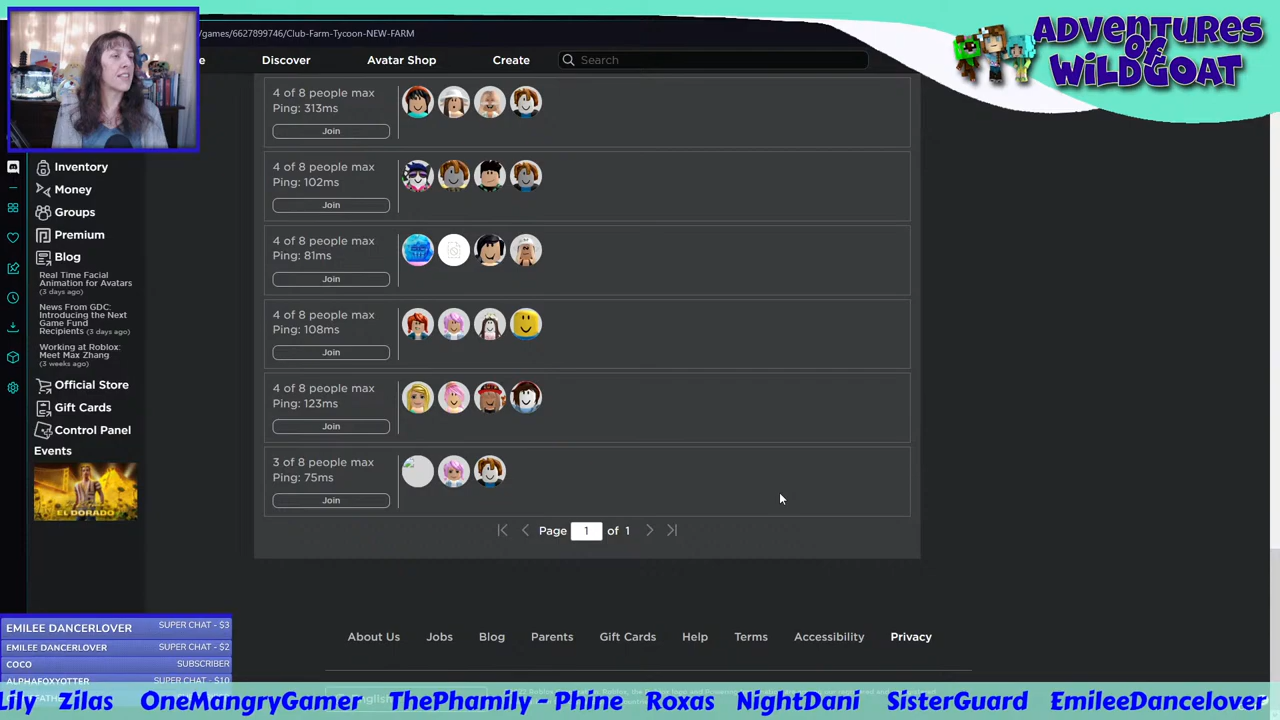 /games/6627899746/Club-Farm-Tycoon-NEW-FARM
ADVENTURES
OF
WILDGOAT
Discover
Avatar Shop
Create
Search
4 of 8 people max
Ping: 313ms
Join
4 of 8 people max
Ping: 102ms
Join
4 of 8 people max
Ping: 81ms
Join
4 of 8 people max
Ping: 108ms
Join
4 of 8 people max
Ping: 123ms
Join
3 of 8 people max
Ping: 75ms
Join
Page 1 of 1
Inventory
Money
Groups
Premium
Blog
Real Time Facial
Animation for Avatars
(3 days ago)
News From GDC:
Introducing the Next
Game Fund
Recipients (3 days ago)
Working at Roblox:
Meet Max Zhang
(3 weeks ago)
Official Store
Gift Cards
Control Panel
Events
EL DORADO
About Us
Jobs
Blog
Parents
Gift Cards
Help
Terms
Accessibility
Privacy
EMILEE DANCERLOVER SUPER CHAT - $3
EMILEE DANCERLOVER SUPER CHAT - $2
COCO SUBSCRIBER
ALPHAFOXYOTTER SUPER CHAT - $10
Lily Zilas OneMangryGamer ThePhamily - Phine Roxas NightDani SisterGuard EmileeDancelover